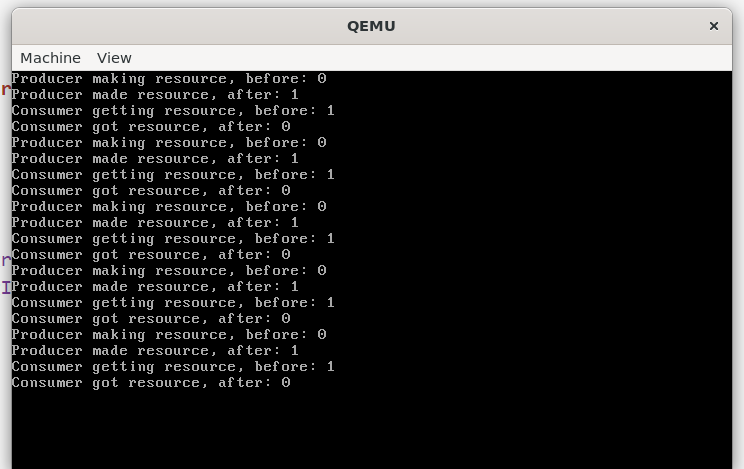 QEMU
Machine View
Producer making resource, before: 0
Producer made resource, after: 1
Consumer getting resource, before: 1
Consumer got resource, after: 0
Producer making resource, before: 0
Producer made resource, after: 1
Consumer getting resource, before: 1
Consumer got resource, after: 0
Producer making resource, before: 0
Producer made resource, after: 1
Consumer getting resource, before: 1
Consumer got resource, after: 0
Producer making resource, before: 0
Producer made resource, after: 1
Consumer getting resource, before: 1
Consumer got resource, after: 0
Producer making resource, before: 0
Producer made resource, after: 1
Consumer getting resource, before: 1
Consumer got resource, after: 0